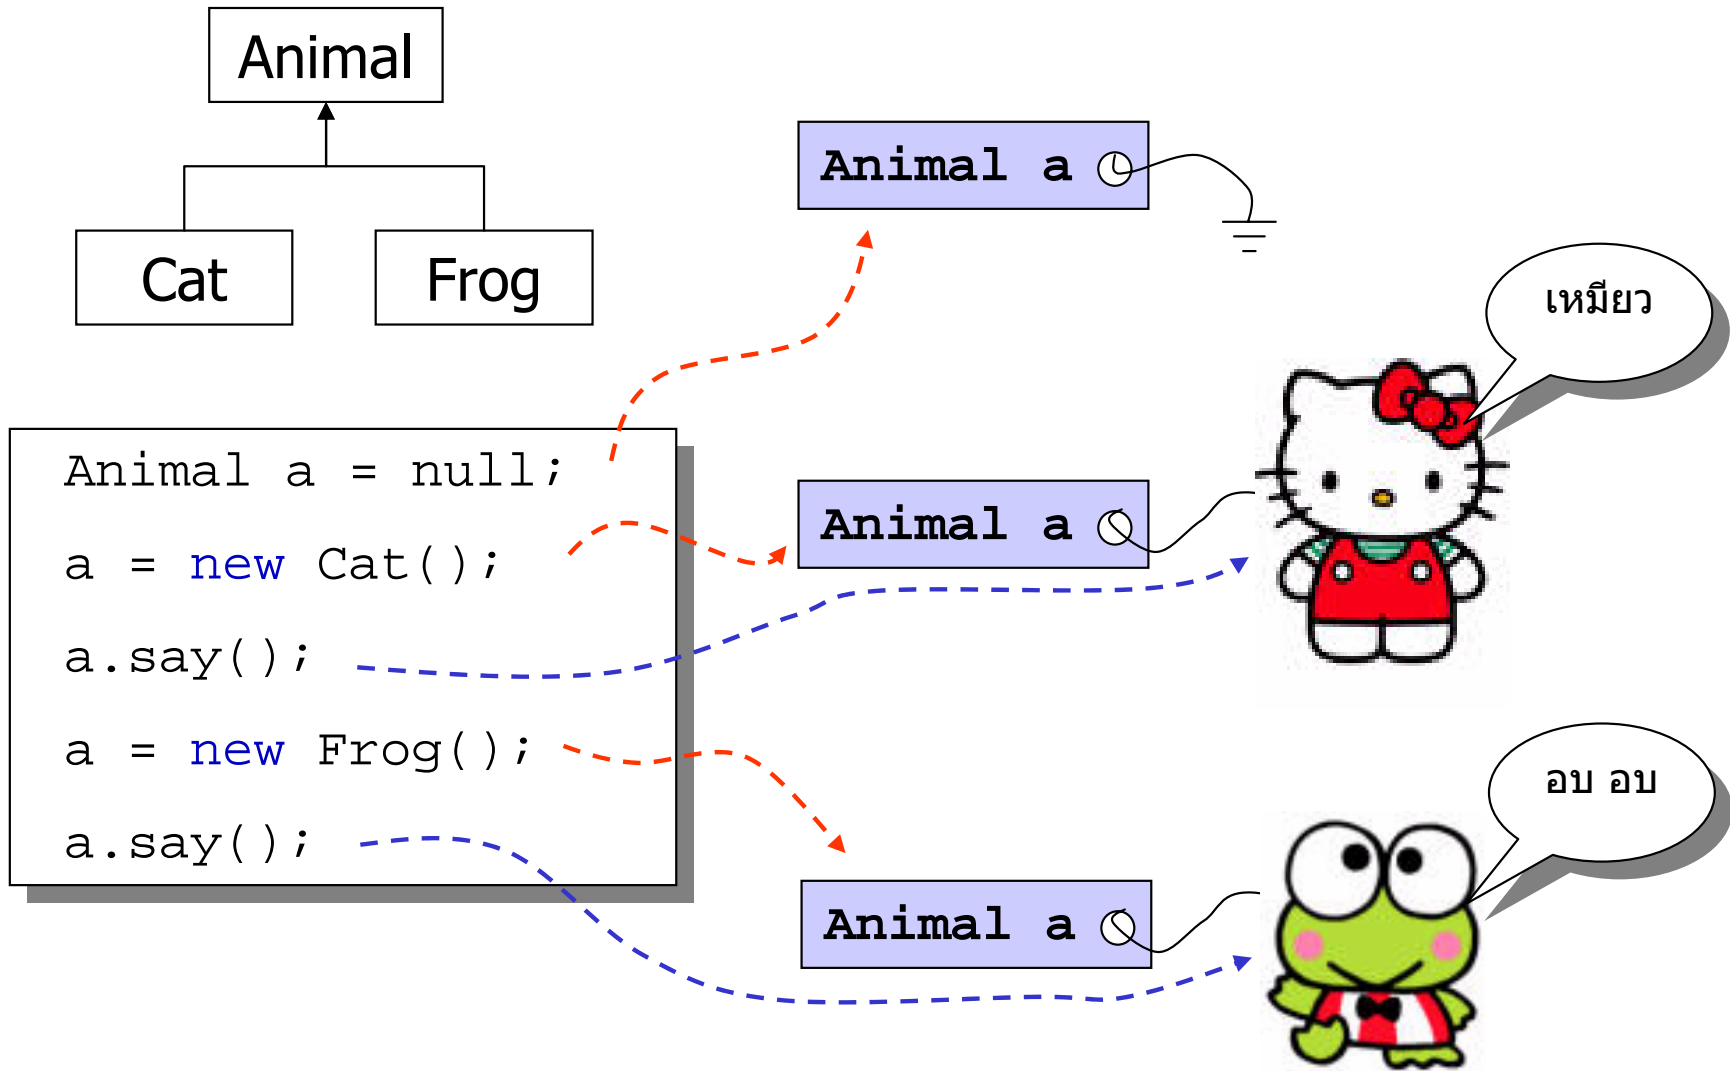 Animal
Cat
Frog
Animal a = null;
a = new Cat();
a.say();
a = new Frog();
a.say();
Animal a
Animal a
Animal a
เหมียว
อบ อบ